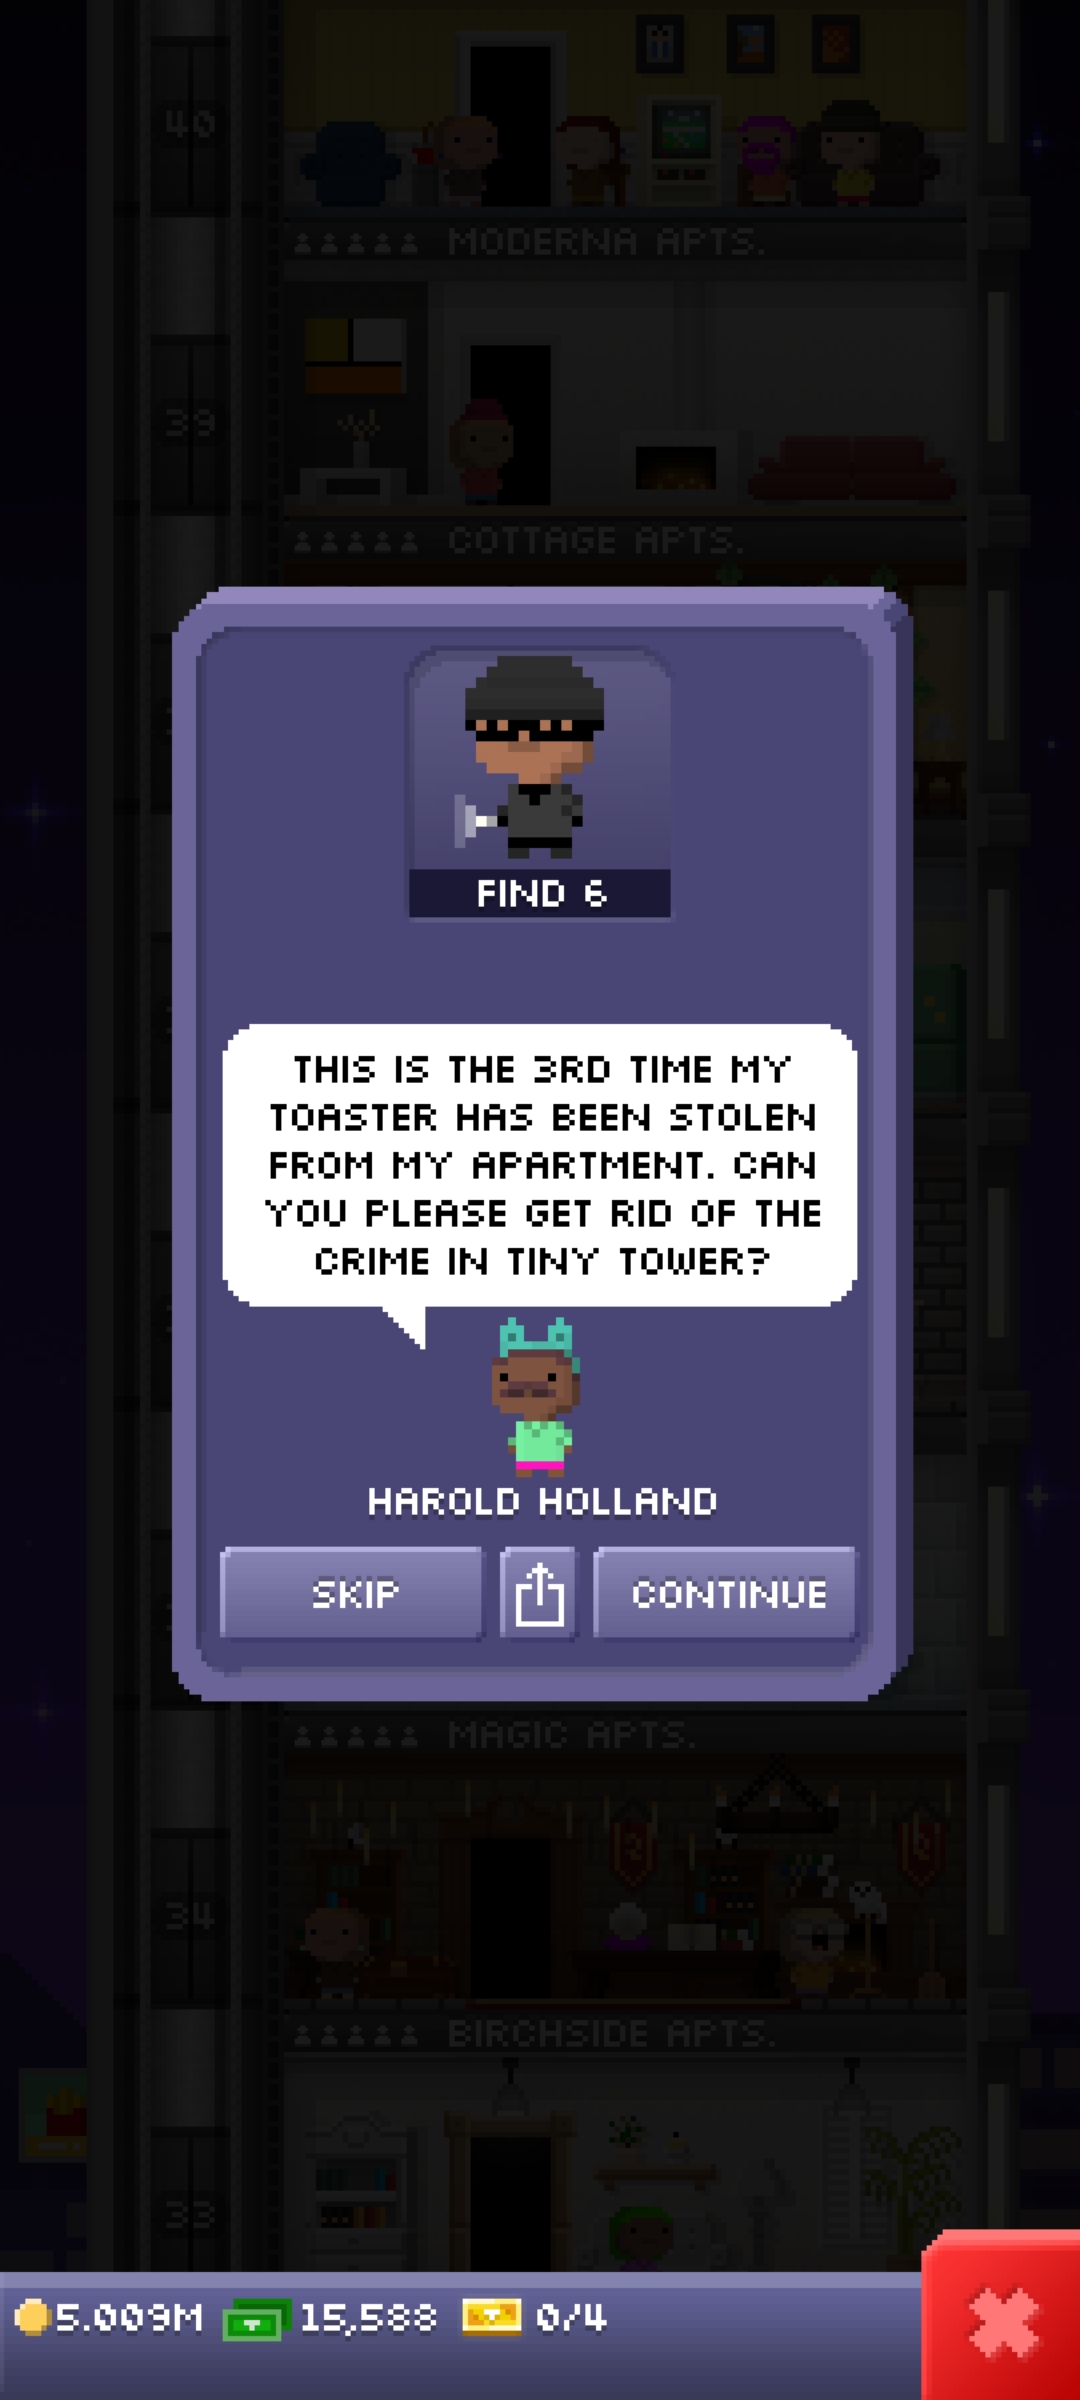 40
MODERNA APTS.
39
COTTAGE APTS.
FIND 6
THIS IS THE 3RD TIME MY
TOASTER HAS BEEN STOLEN
FROM MY APARTMENT. CAN
YOU PLEASE GET RID OF THE
CRIME IN TINY TOWER?
HAROLD HOLLAND
SKIP
CONTINUE
MAGIC APTS.
34
BIRCHSIDE APTS.
33
5.009M
15,588
0/4